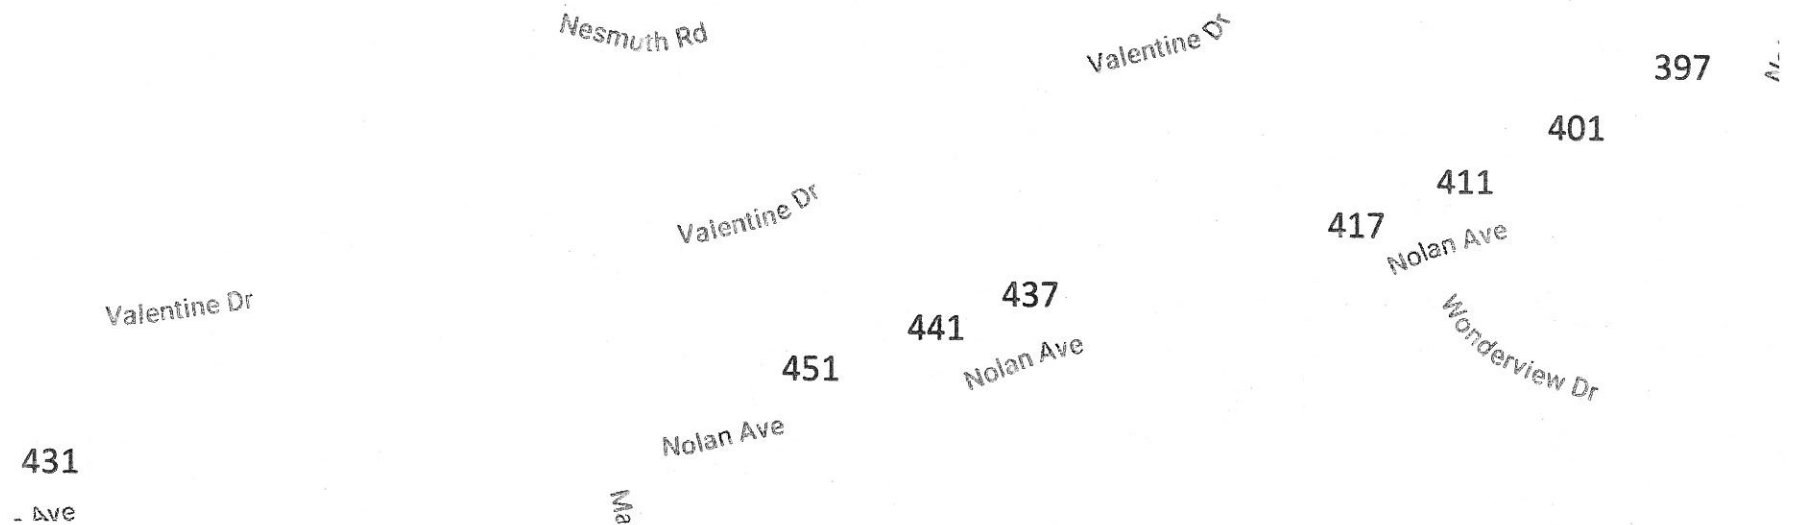 Nesmuth Rd
Valentine Dr
397
401
411
Valentine Dr
417
Nolan Ave
437
Valentine Dr
Wonderview Dr
441
Nolan Ave
451
Nolan Ave
431
Ave
Ma